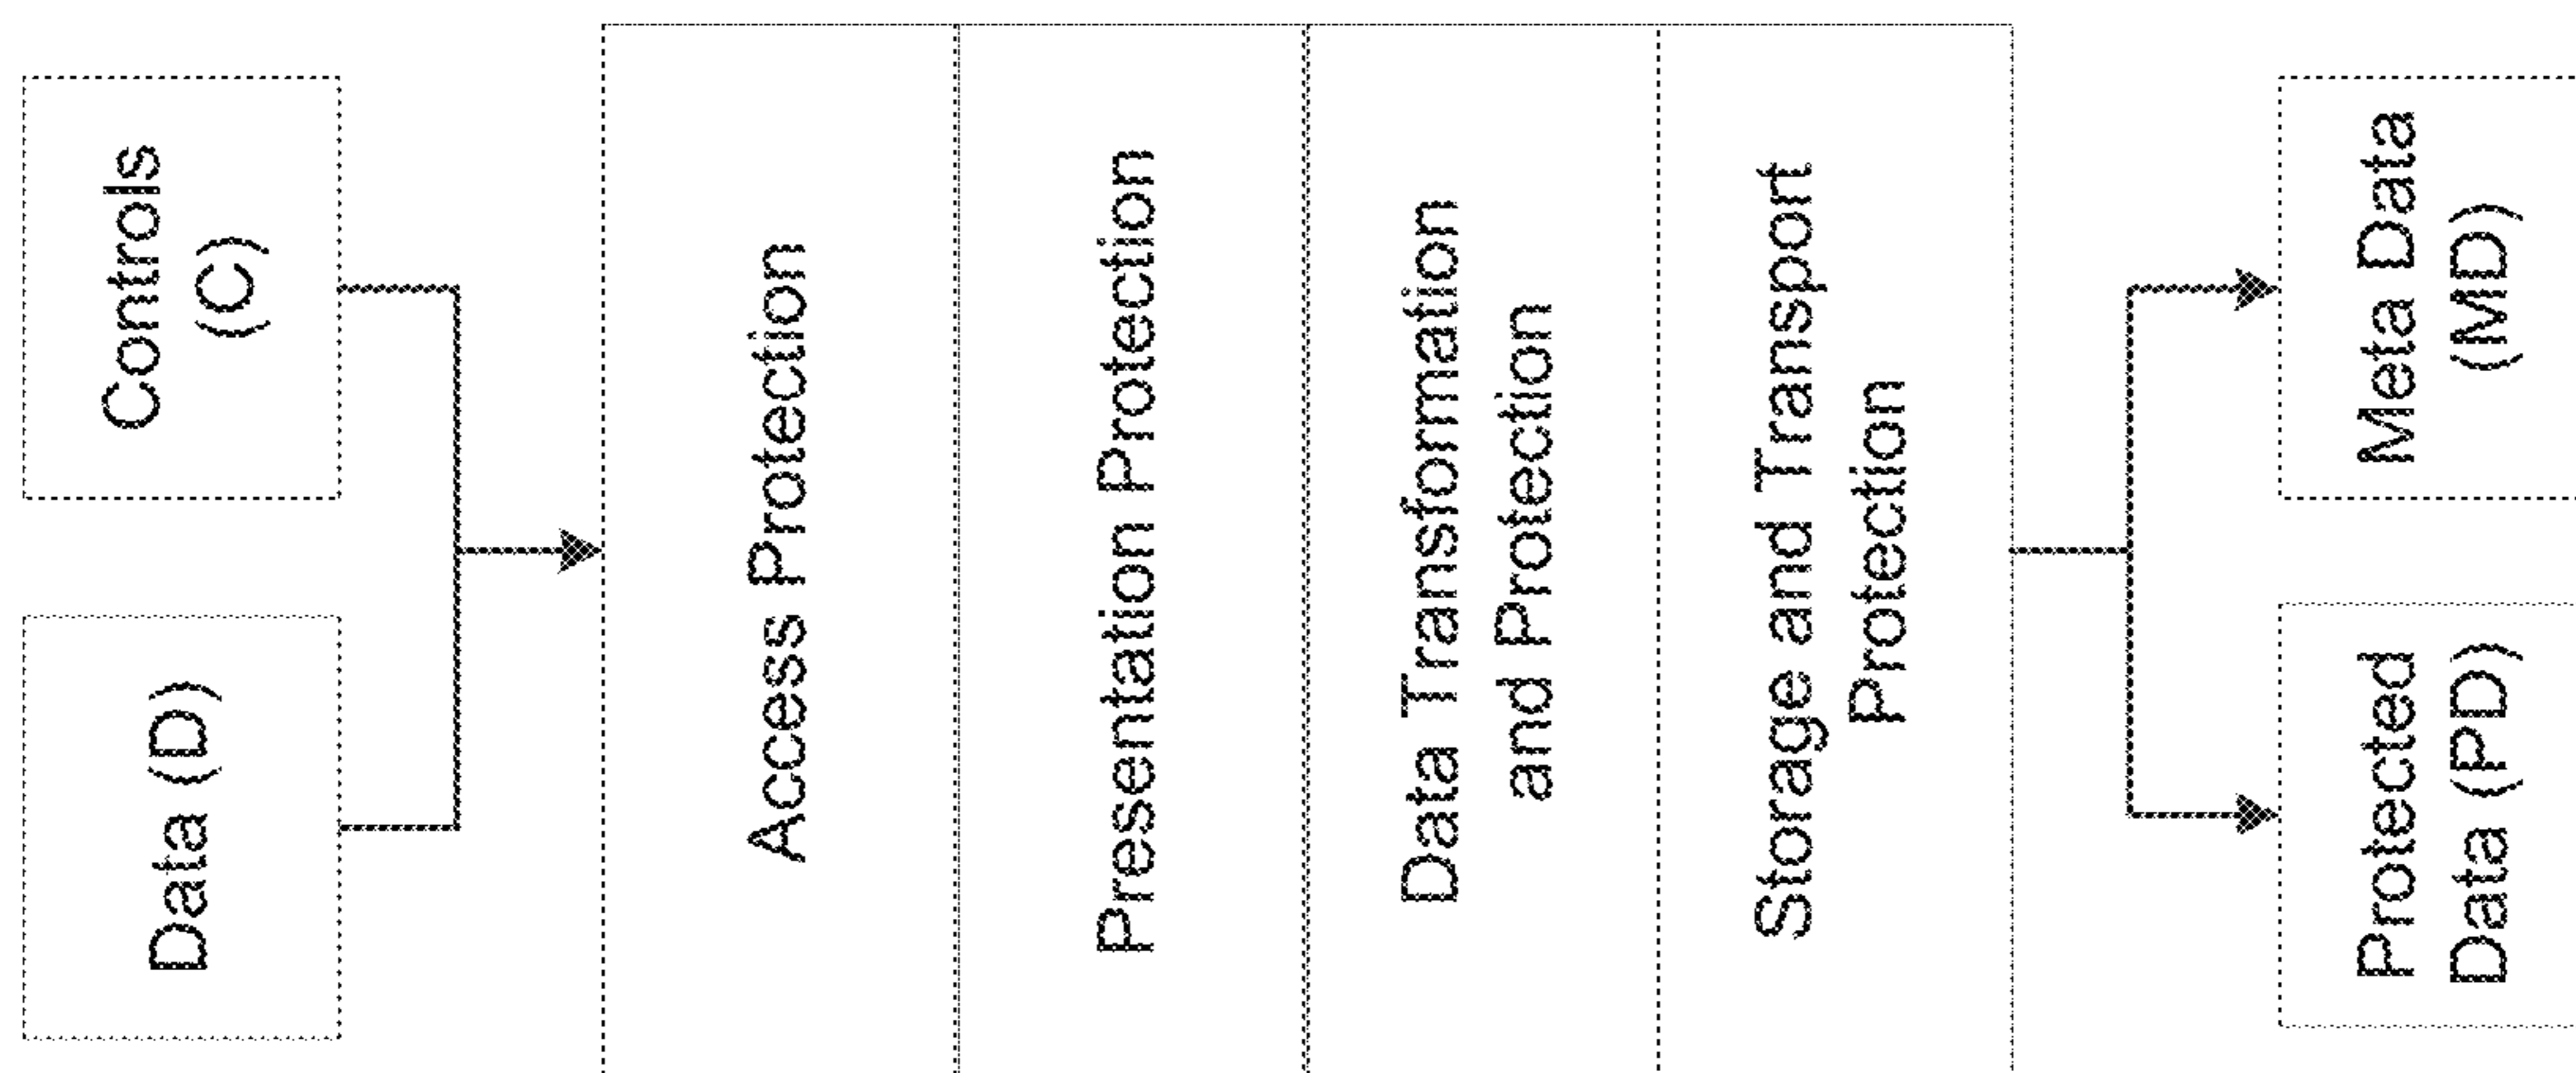 Data (D)
Controls
(C)
Access Protection
Presentation Protection
Data Transformation
and Protection
Storage and Transport
Protection
Protected
Data (PD)
Meta Data
(MD)